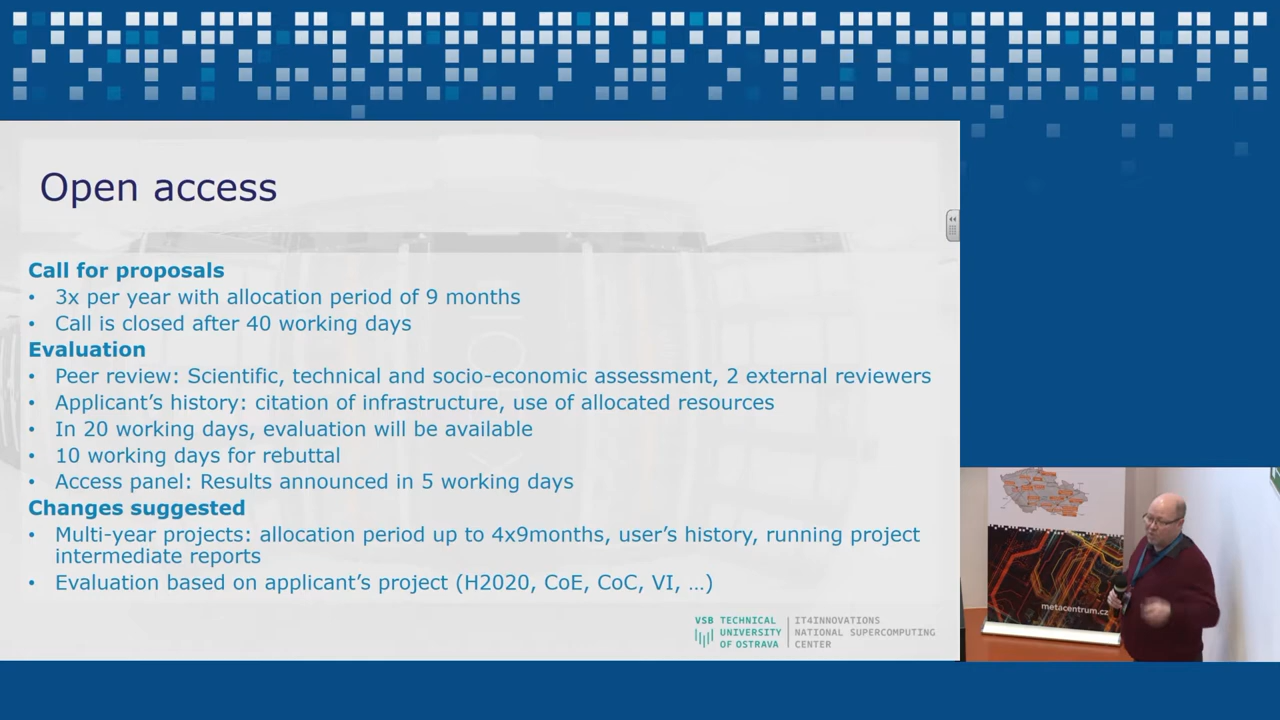 Open access
Call for proposals
• 3x per year with allocation period of 9 months
• Call is closed after 40 working days
Evaluation
• Peer review: Scientific, technical and socio-economic assessment, 2 external reviewers
• Applicant’s history: citation of infrastructure, use of allocated resources
• In 20 working days, evaluation will be available
• 10 working days for rebuttal
• Access panel: Results announced in 5 working days
Changes suggested
• Multi-year projects: allocation period up to 4x9months, user’s history, running project
intermediate reports
• Evaluation based on applicant’s project (H2020, CoE, CoC, VI, …)
VSB TECHNICAL
UNIVERSITY
OF OSTRAVA
IT4INNOVATIONS
NATIONAL SUPERCOMPUTING
CENTER
metacentrum.cz